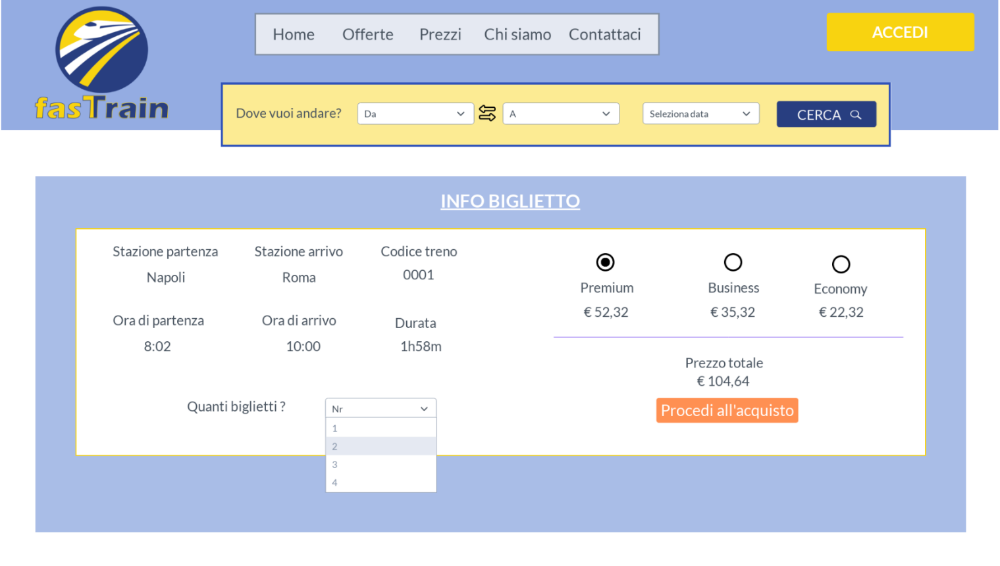 Home Offerte Prezzi Chi siamo Contattaci
ACCEDI
fasTrain
Dove vuoi andare? Da A Seleziona data CERCA
INFO BIGLIETTO
Stazione partenza Stazione arrivo Codice treno
Napoli Roma 0001
Ora di partenza Ora di arrivo Durata
8:02 10:00 1h58m
Quanti biglietti ? Nr
1
2
3
4
Premium Business Economy
€ 52,32 € 35,32 € 22,32
Prezzo totale
€ 104,64
Procedi all'acquisto